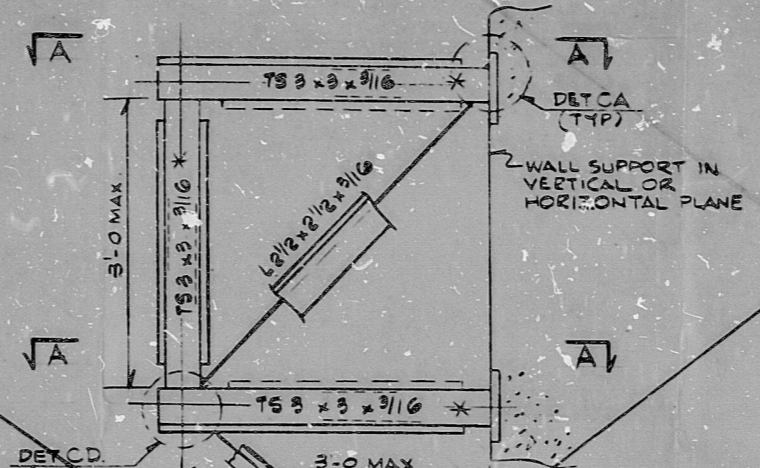 A A
TS 3 x 3 x 3/16 *
DET CA
(TYP)
WALL SUPPORT IN
VERTICAL OR
HORIZONTAL PLANE
L 2 1/2 x 2 1/2 x 3/16
3'-0 MAX.
TS 3 x 3 x 3/16 *
A A
TS 3 x 3 x 3/16 *
DET CD.
3'-0 MAX